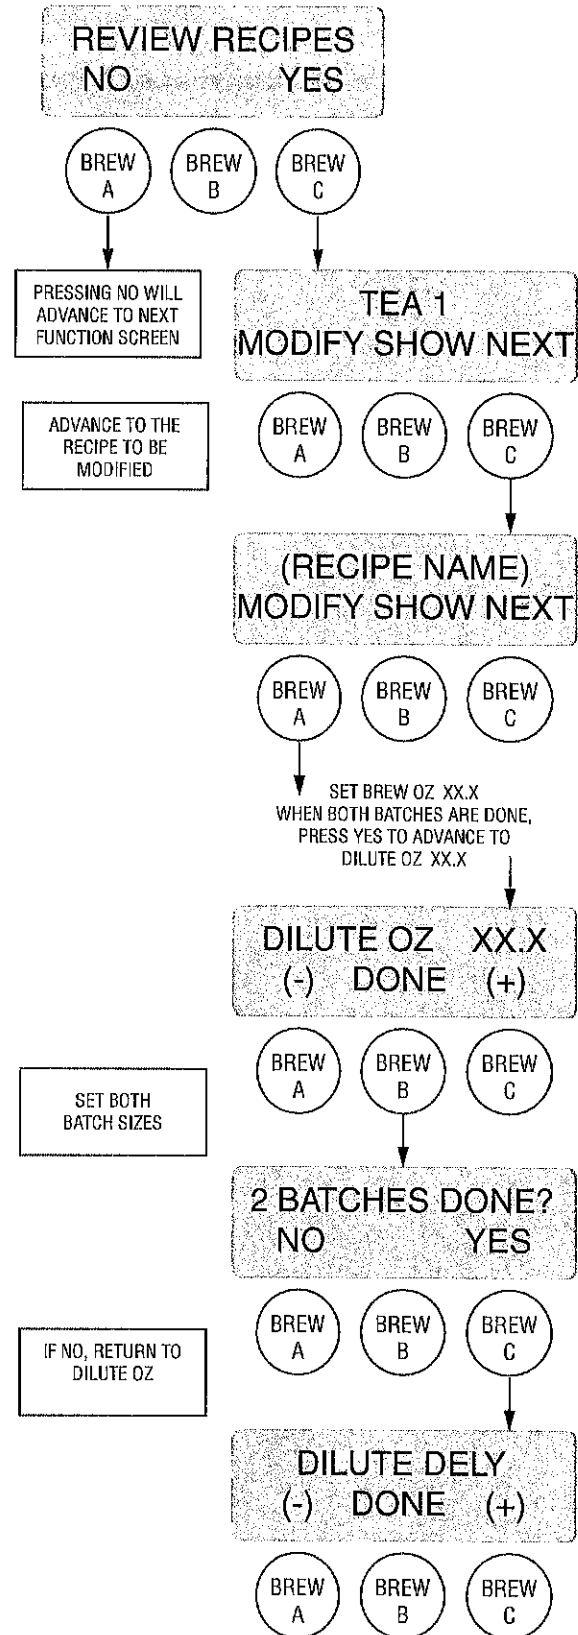 REVIEW RECIPES
NO YES
BREW
A
BREW
B
BREW
C
PRESSING NO WILL
ADVANCE TO NEXT
FUNCTION SCREEN
TEA 1
MODIFY SHOW NEXT
ADVANCE TO THE
RECIPE TO BE
MODIFIED
BREW
A
BREW
B
BREW
C
(RECIPE NAME)
MODIFY SHOW NEXT
BREW
A
BREW
B
BREW
C
SET BREW OZ XX.X
WHEN BOTH BATCHES ARE DONE,
PRESS YES TO ADVANCE TO
DILUTE OZ XX.X
DILUTE OZ XX.X
(-) DONE (+)
BREW
A
BREW
B
BREW
C
SET BOTH
BATCH SIZES
2 BATCHES DONE?
NO YES
BREW
A
BREW
B
BREW
C
IF NO, RETURN TO
DILUTE OZ
DILUTE DELY
(-) DONE (+)
BREW
A
BREW
B
BREW
C